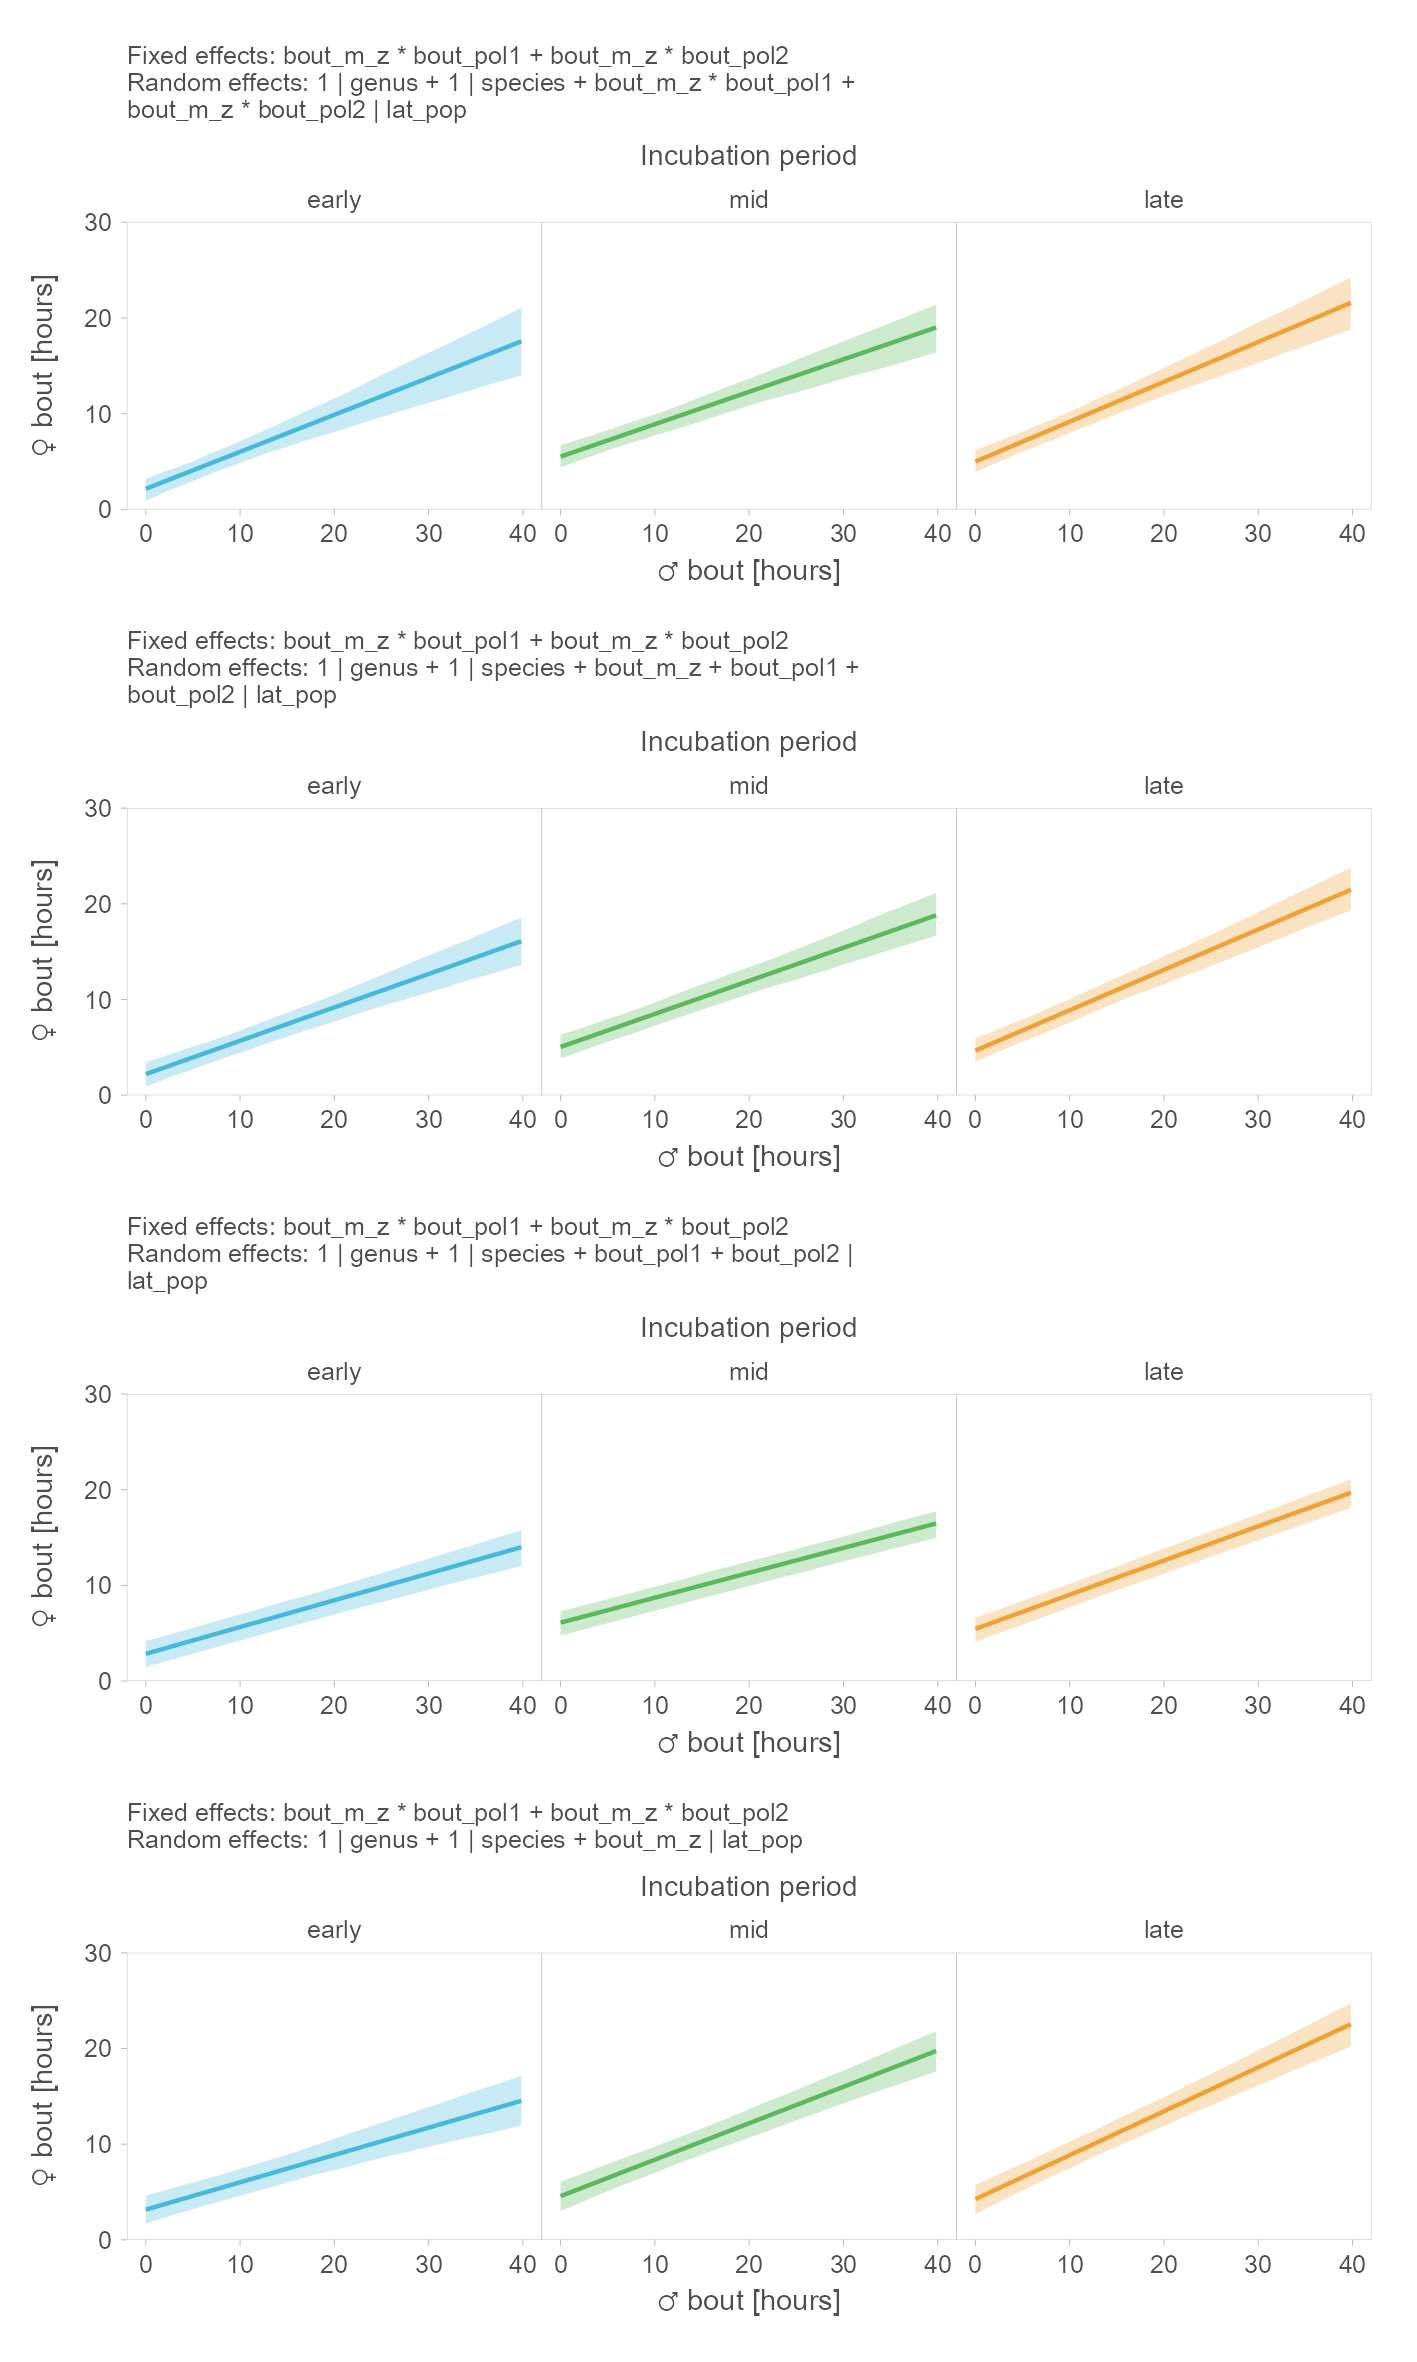 Fixed effects: bout_m_z * bout_pol1 + bout_m_z * bout_pol2
Random effects: 1 | genus + 1 | species + bout_m_z * bout_pol1 +
bout_m_z * bout_pol2 | lat_pop
Incubation period
early mid late
30
20
10
0
♀ bout [hours]
0 10 20 30 40 0 10 20 30 40 0 10 20 30 40
♂ bout [hours]
Fixed effects: bout_m_z * bout_pol1 + bout_m_z * bout_pol2
Random effects: 1 | genus + 1 | species + bout_m_z + bout_pol1 +
bout_pol2 | lat_pop
Incubation period
early mid late
30
20
10
0
♀ bout [hours]
0 10 20 30 40 0 10 20 30 40 0 10 20 30 40
♂ bout [hours]
Fixed effects: bout_m_z * bout_pol1 + bout_m_z * bout_pol2
Random effects: 1 | genus + 1 | species + bout_pol1 + bout_pol2 |
lat_pop
Incubation period
early mid late
30
20
10
0
♀ bout [hours]
0 10 20 30 40 0 10 20 30 40 0 10 20 30 40
♂ bout [hours]
Fixed effects: bout_m_z * bout_pol1 + bout_m_z * bout_pol2
Random effects: 1 | genus + 1 | species + bout_m_z | lat_pop
Incubation period
early mid late
30
20
10
0
♀ bout [hours]
0 10 20 30 40 0 10 20 30 40 0 10 20 30 40
♂ bout [hours]